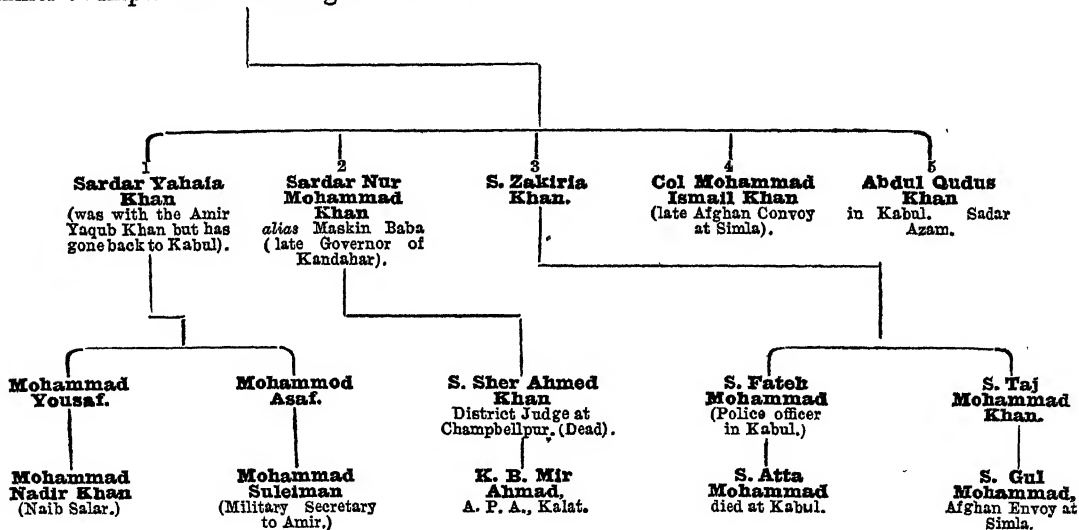 1
Sardar Yahaia
Khan
(was with the Amir
Yaqub Khan but has
gone back to Kabul).
2
Sardar Nur
Mohammad
Khan
alias Maskin Baba
(late Governor of
Kandahar).
3
S. Zakiria
Khan.
4
Col Mohammad
Ismail Khan
(late Afghan Convoy
at Simla).
5
Abdul Qudus
Khan
in Kabul. Sadar
Azam.
Mohammad
Yousaf.
Mohammod
Asaf.
S. Sher Ahmed
Khan
District Judge at
Champbellpur. (Dead).
S. Fateh
Mohammad
(Police officer
in Kabul.)
S. Taj
Mohammad
Khan.
Mohammad
Nadir Khan
(Naib Salar.)
Mohammad
Suleiman
(Military Secretary
to Amir.)
K. B. Mir
Ahmad,
A. P. A., Kalat.
S. Atta
Mohammad
died at Kabul.
S. Gul
Mohammad,
Afghan Envoy at
Simla.